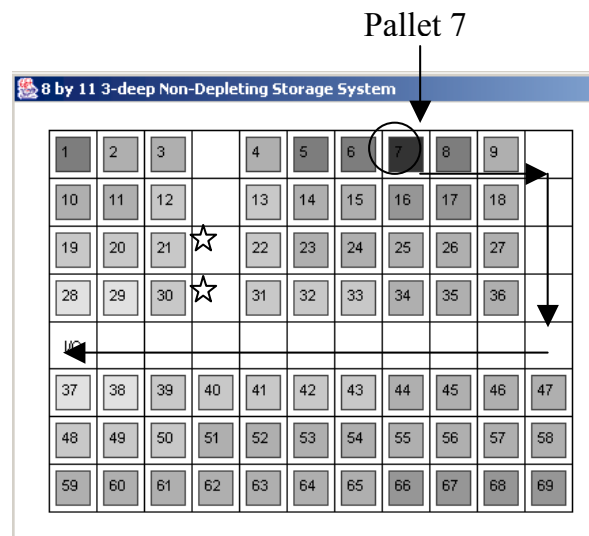 Pallet 7
8 by 11 3-deep Non-Depleting Storage System
1 2 3 4 5 6 7 8 9
10 11 12 13 14 15 16 17 18
19 20 21 22 23 24 25 26 27
28 29 30 31 32 33 34 35 36
I/O
37 38 39 40 41 42 43 44 45 46 47
48 49 50 51 52 53 54 55 56 57 58
59 60 61 62 63 64 65 66 67 68 69